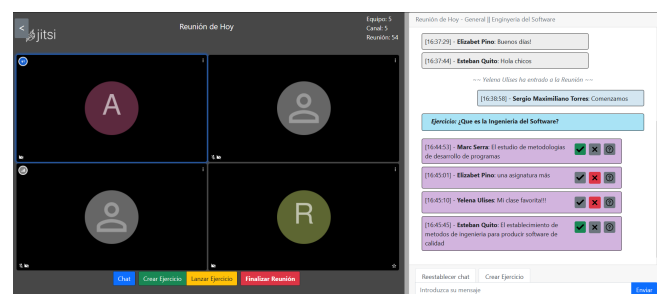 <
jitsi
Reunión de Hoy
Equipo: 5
Canal: 5
Reunión: 54
A
R
Chat
Crear Ejercicio
Lanzar Ejercicio
Finalizar Reunión
Reunión de Hoy - General || Enginyeria del Software
[16:37:29] - Elizabet Pino: Buenos días!
[16:37:44] - Esteban Quito: Hola chicos
~~ Yelena Ulises ha entrado a la Reunión ~~
[16:38:58] - Sergio Maximiliano Torres: Comenzamos
Ejercicio: ¿Que es la Ingenieria del Software?
[16:44:53] - Marc Serra: El estudio de metodologias
de desarrollo de programas
[16:45:01] - Elizabet Pino: una asignatura más
[16:45:10] - Yelena Ulises: Mi clase favorita!!!
[16:45:45] - Esteban Quito: El establecimiento de
metodos de ingenieria para producir software de
calidad
Reestablecer chat
Crear Ejercicio
Introduzca su mensaje
Enviar